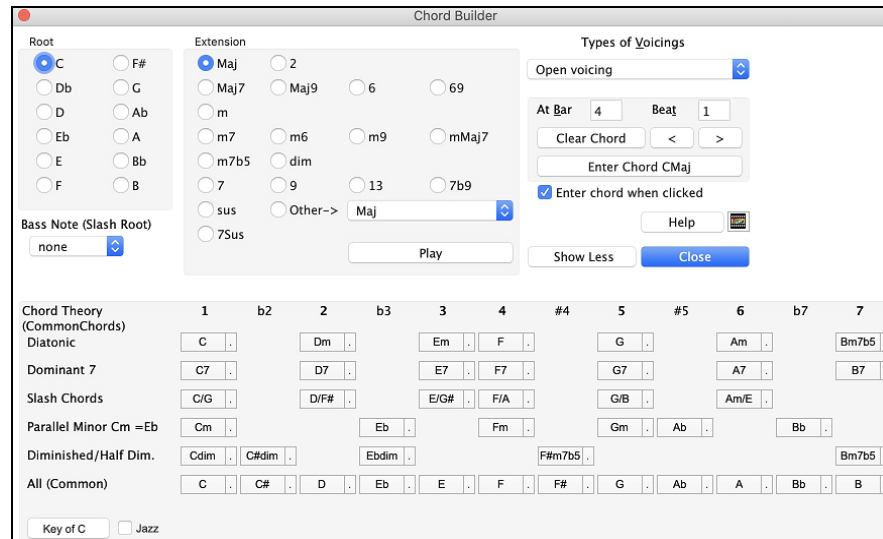 Chord Builder
Root Extension Types of Voicings
C F# Maj 2 Open voicing
Db G Maj7 Maj9 6 69
D Ab m At Bar 4 Beat 1
Eb A m7 m6 m9 mMaj7 Clear Chord < >
E Bb m7b5 dim Enter Chord CMaj
F B 7 9 13 7b9 Enter chord when clicked
sus Other-> Maj
Bass Note (Slash Root) 7Sus Help
none Play Show Less Close
Chord Theory 1 b2 2 b3 3 4 #4 5 #5 6 b7 7
(CommonChords)
Diatonic C . Dm . Em . F . G . Am . Bm7b5
Dominant 7 C7 . D7 . E7 . F7 . G7 . A7 . B7
Slash Chords C/G . D/F# . E/G# . F/A . G/B . Am/E .
Parallel Minor Cm =Eb Cm . Eb . Fm . Gm . Ab . Bb .
Diminished/Half Dim. Cdim . C#dim . Ebdim . F#m7b5 . Bm7b5
All (Common) C . C# . D . Eb . E . F . F# . G . Ab . A . Bb . B
Key of C Jazz